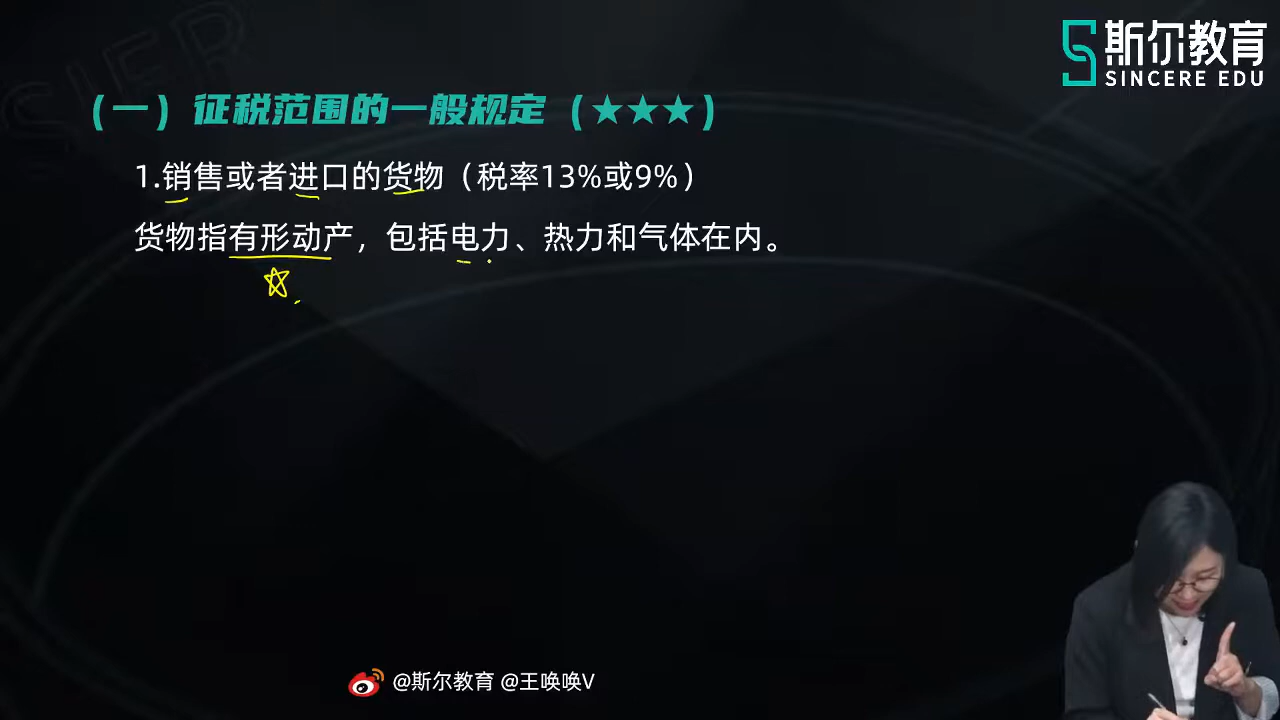 斯尔教育
SINCERE EDU
（一）征税范围的一般规定（★★★）
1.销售或者进口的货物（税率13%或9%）
货物指有形动产，包括电力、热力和气体在内。
@斯尔教育 @王唤唤V